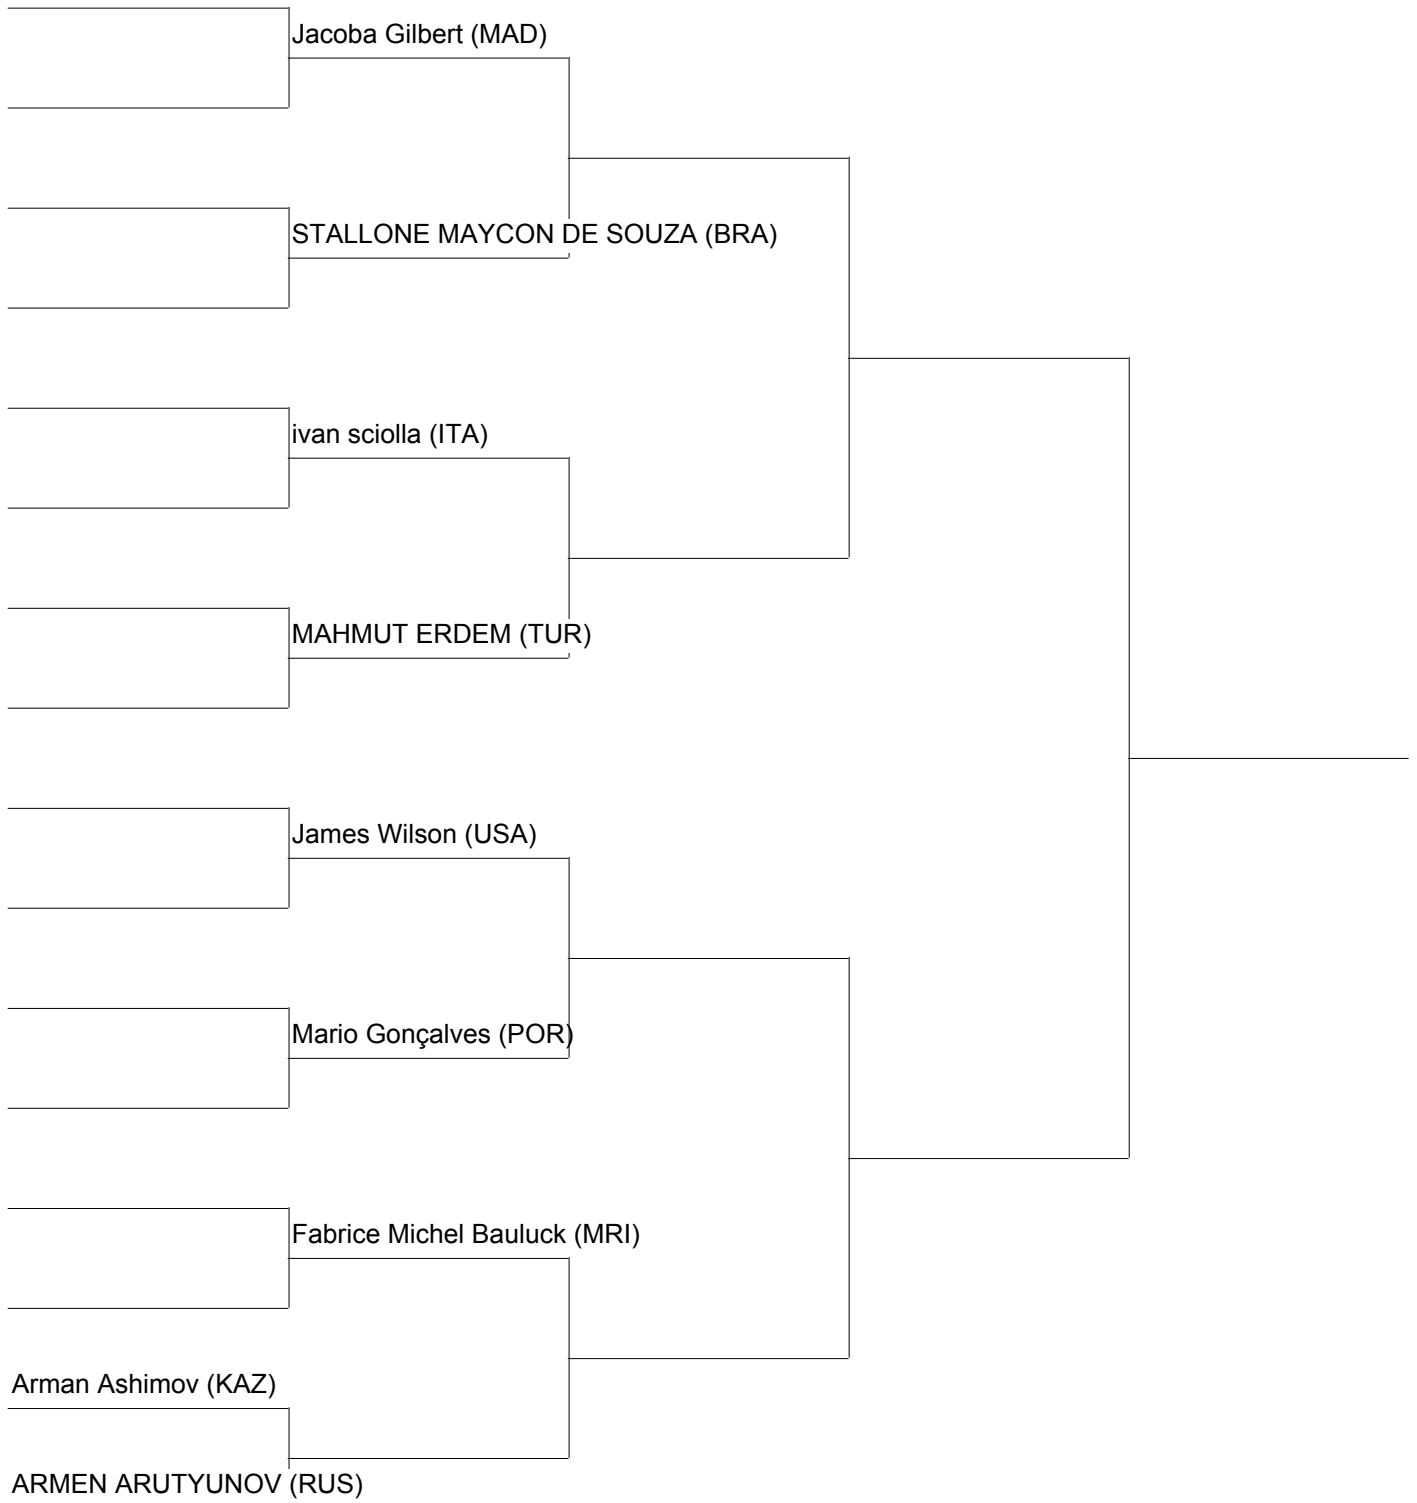 Jacoba Gilbert (MAD)
STALLONE MAYCON DE SOUZA (BRA)
ivan sciolla (ITA)
MAHMUT ERDEM (TUR)
James Wilson (USA)
Mario Gonçalves (POR)
Fabrice Michel Bauluck (MRI)
Arman Ashimov (KAZ)
ARMEN ARUTYUNOV (RUS)